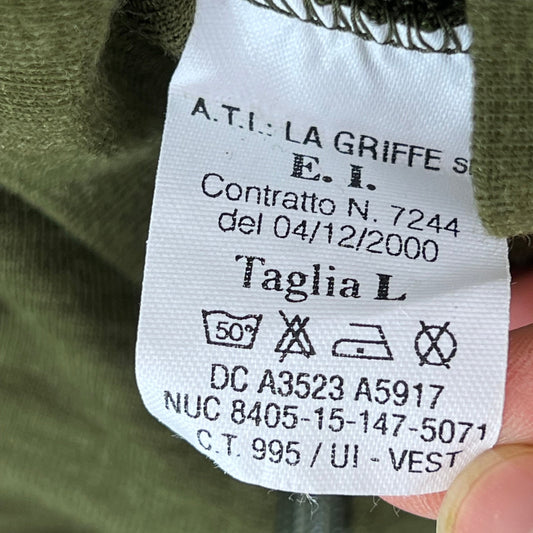 A.T.I.: LA GRIFFE
E. I.
Contratto N. 7244
del 04/12/2000
Taglia L
50°
DC A3523 A5917
NUC 8405-15-147-5071
C.T. 995 / UI - VEST